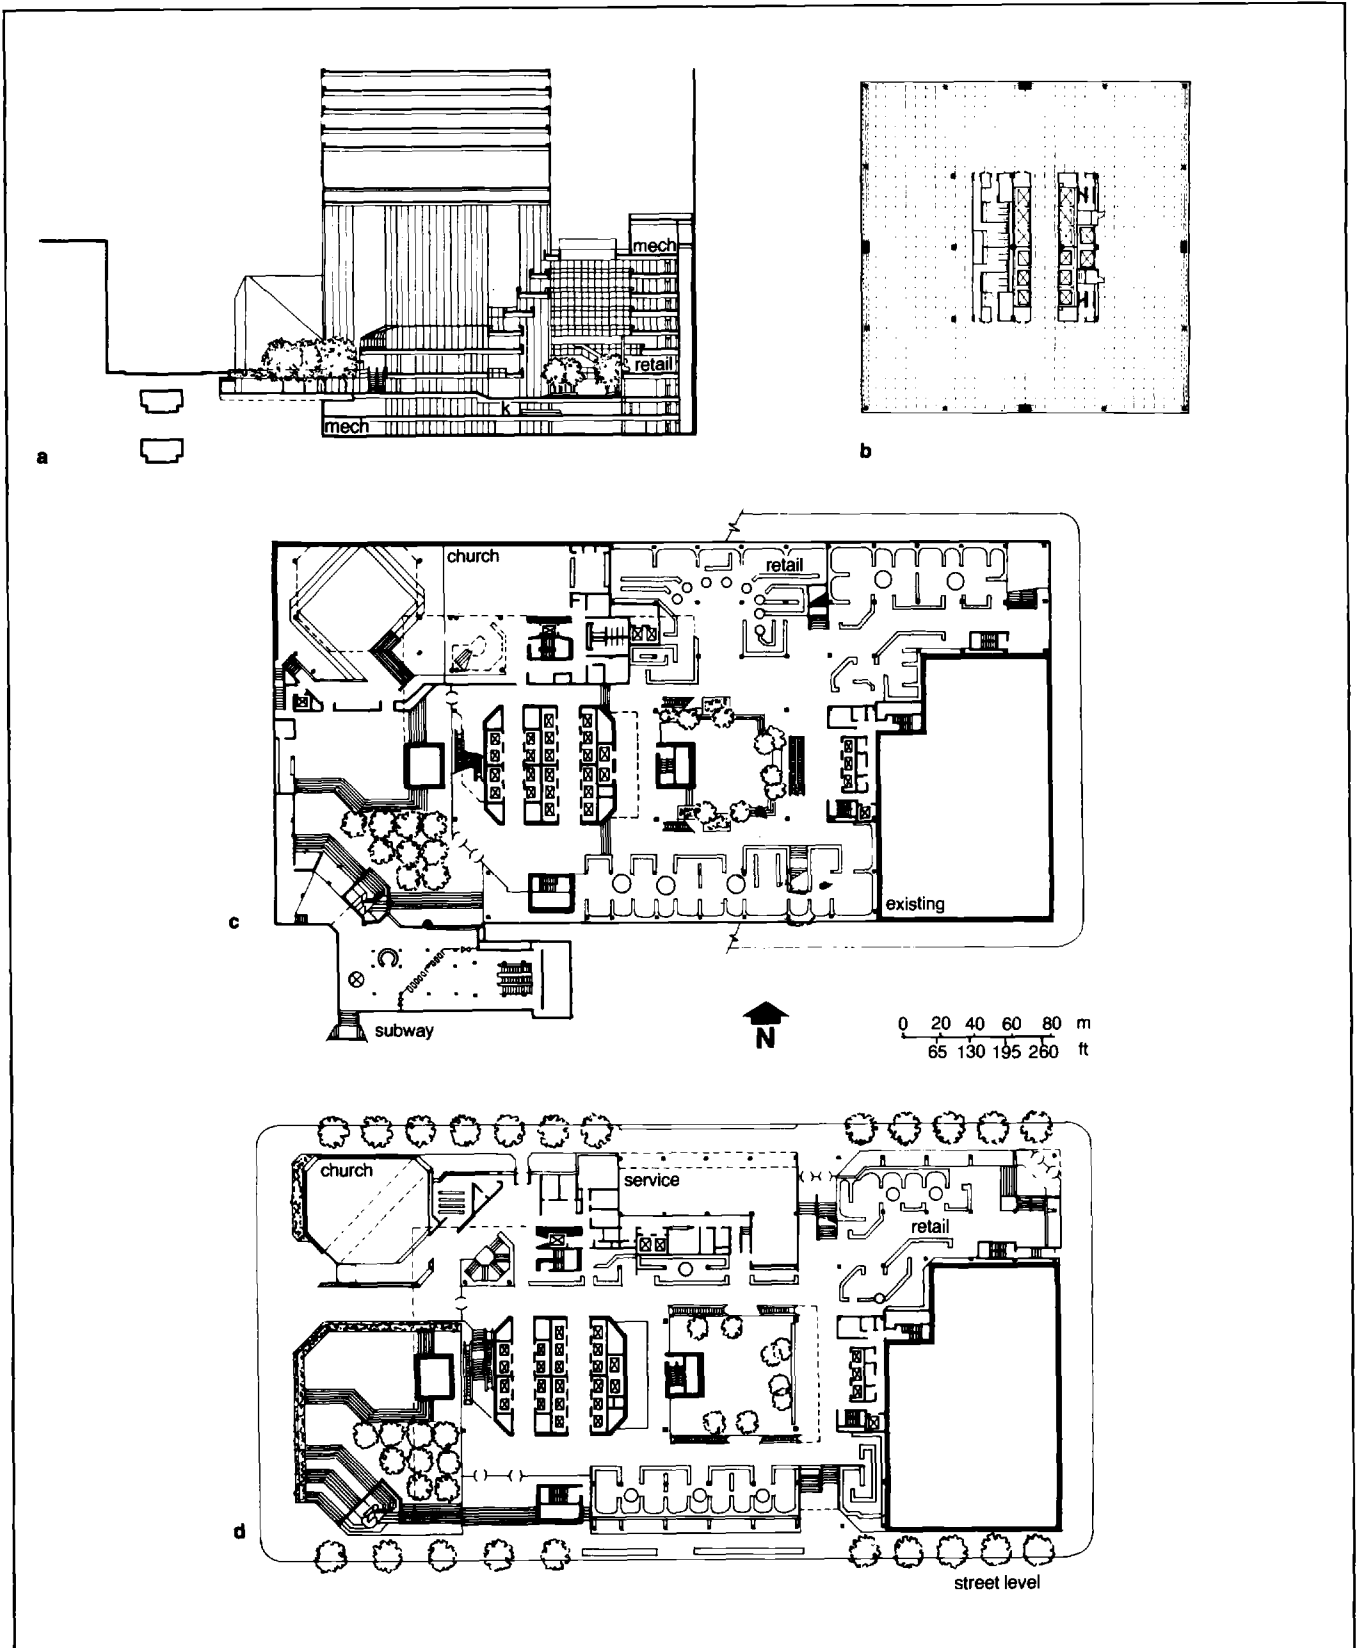 mech
retail
k
mech
a
b
church
retail
existing
c
subway
N
0 20 40 60 80 m
65 130 195 260 ft
church
service
retail
d
street level